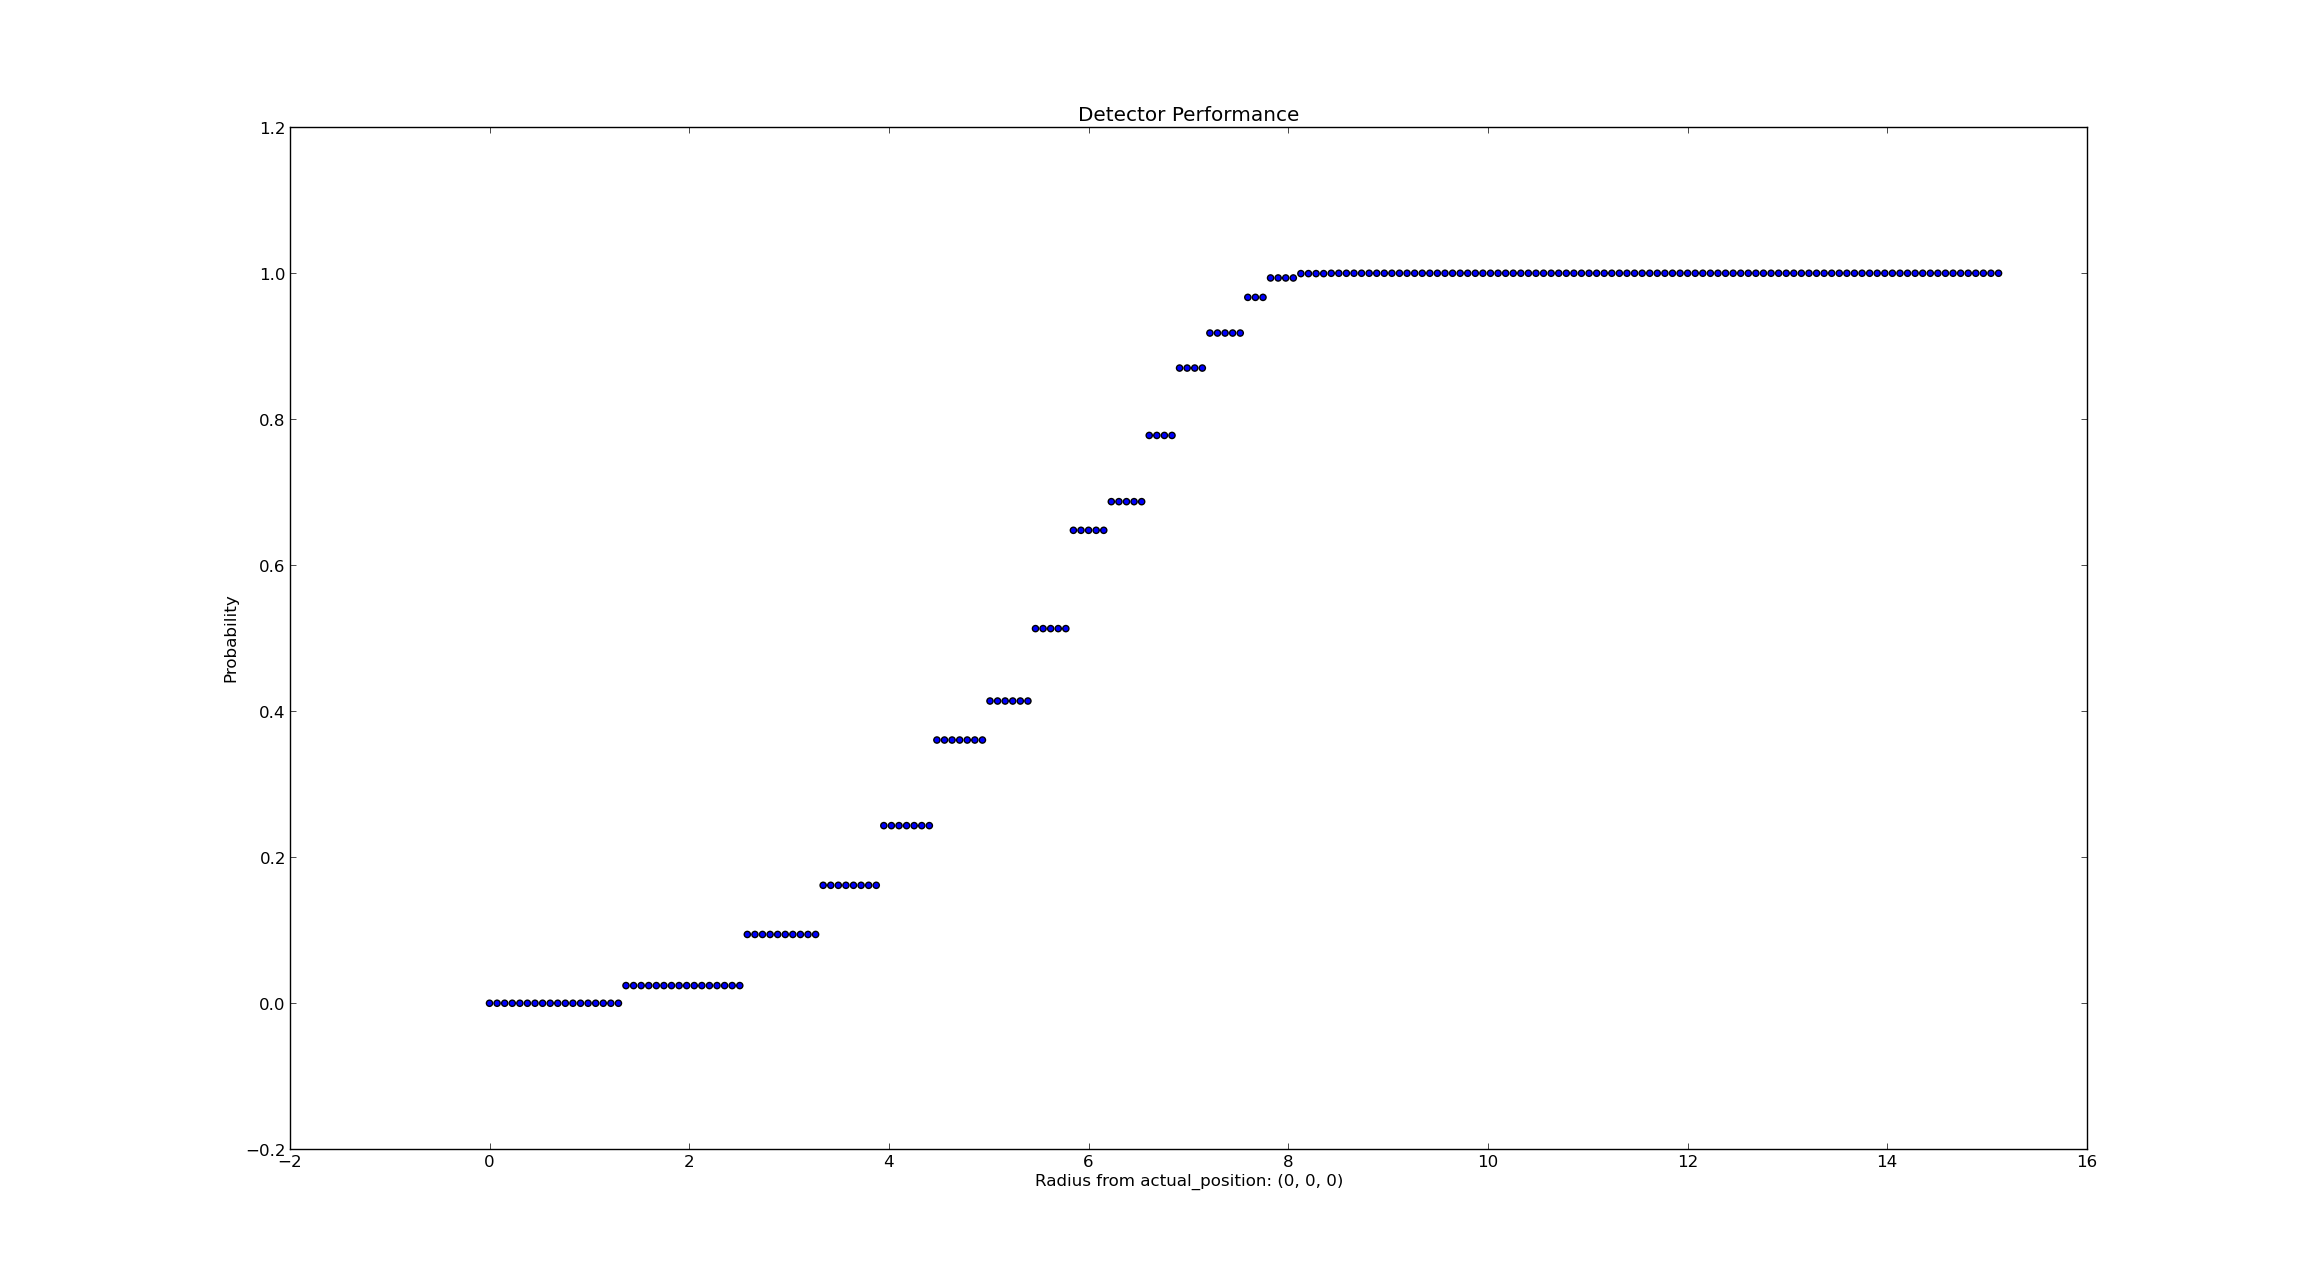 Detector Performance
1.2
1.0
0.8
0.6
0.4
0.2
0.0
−0.2
Probability
−2 0 2 4 6 8 10 12 14 16
Radius from actual_position: (0, 0, 0)